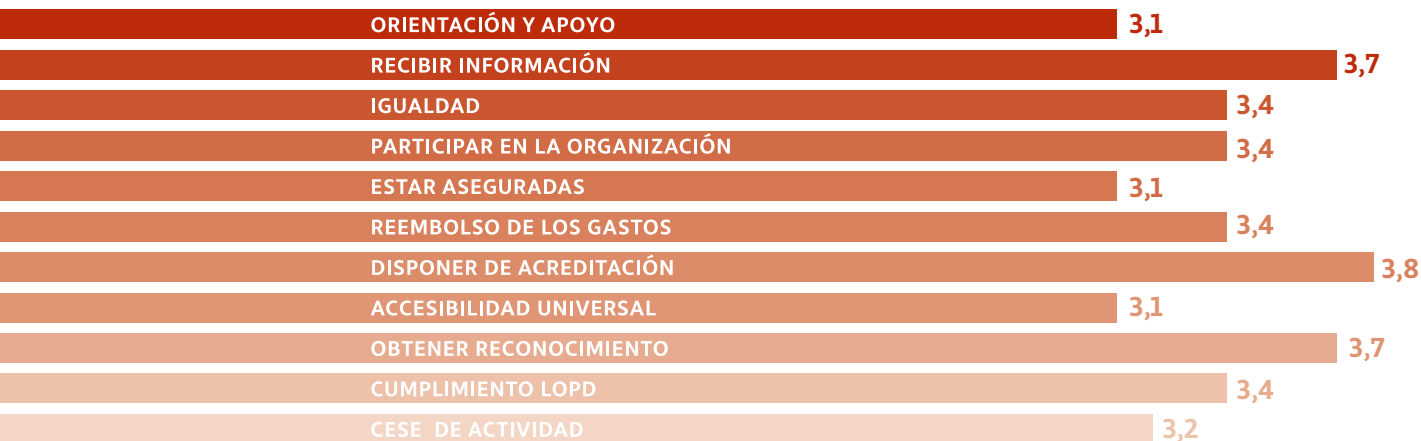 ORIENTACIÓN Y APOYO 3,1
RECIBIR INFORMACIÓN 3,7
IGUALDAD 3,4
PARTICIPAR EN LA ORGANIZACIÓN 3,4
ESTAR ASEGURADAS 3,1
REEMBOLSO DE LOS GASTOS 3,4
DISPONER DE ACREDITACIÓN 3,8
ACCESIBILIDAD UNIVERSAL 3,1
OBTENER RECONOCIMIENTO 3,7
CUMPLIMIENTO LOPD 3,4
CESE DE ACTIVIDAD 3,2